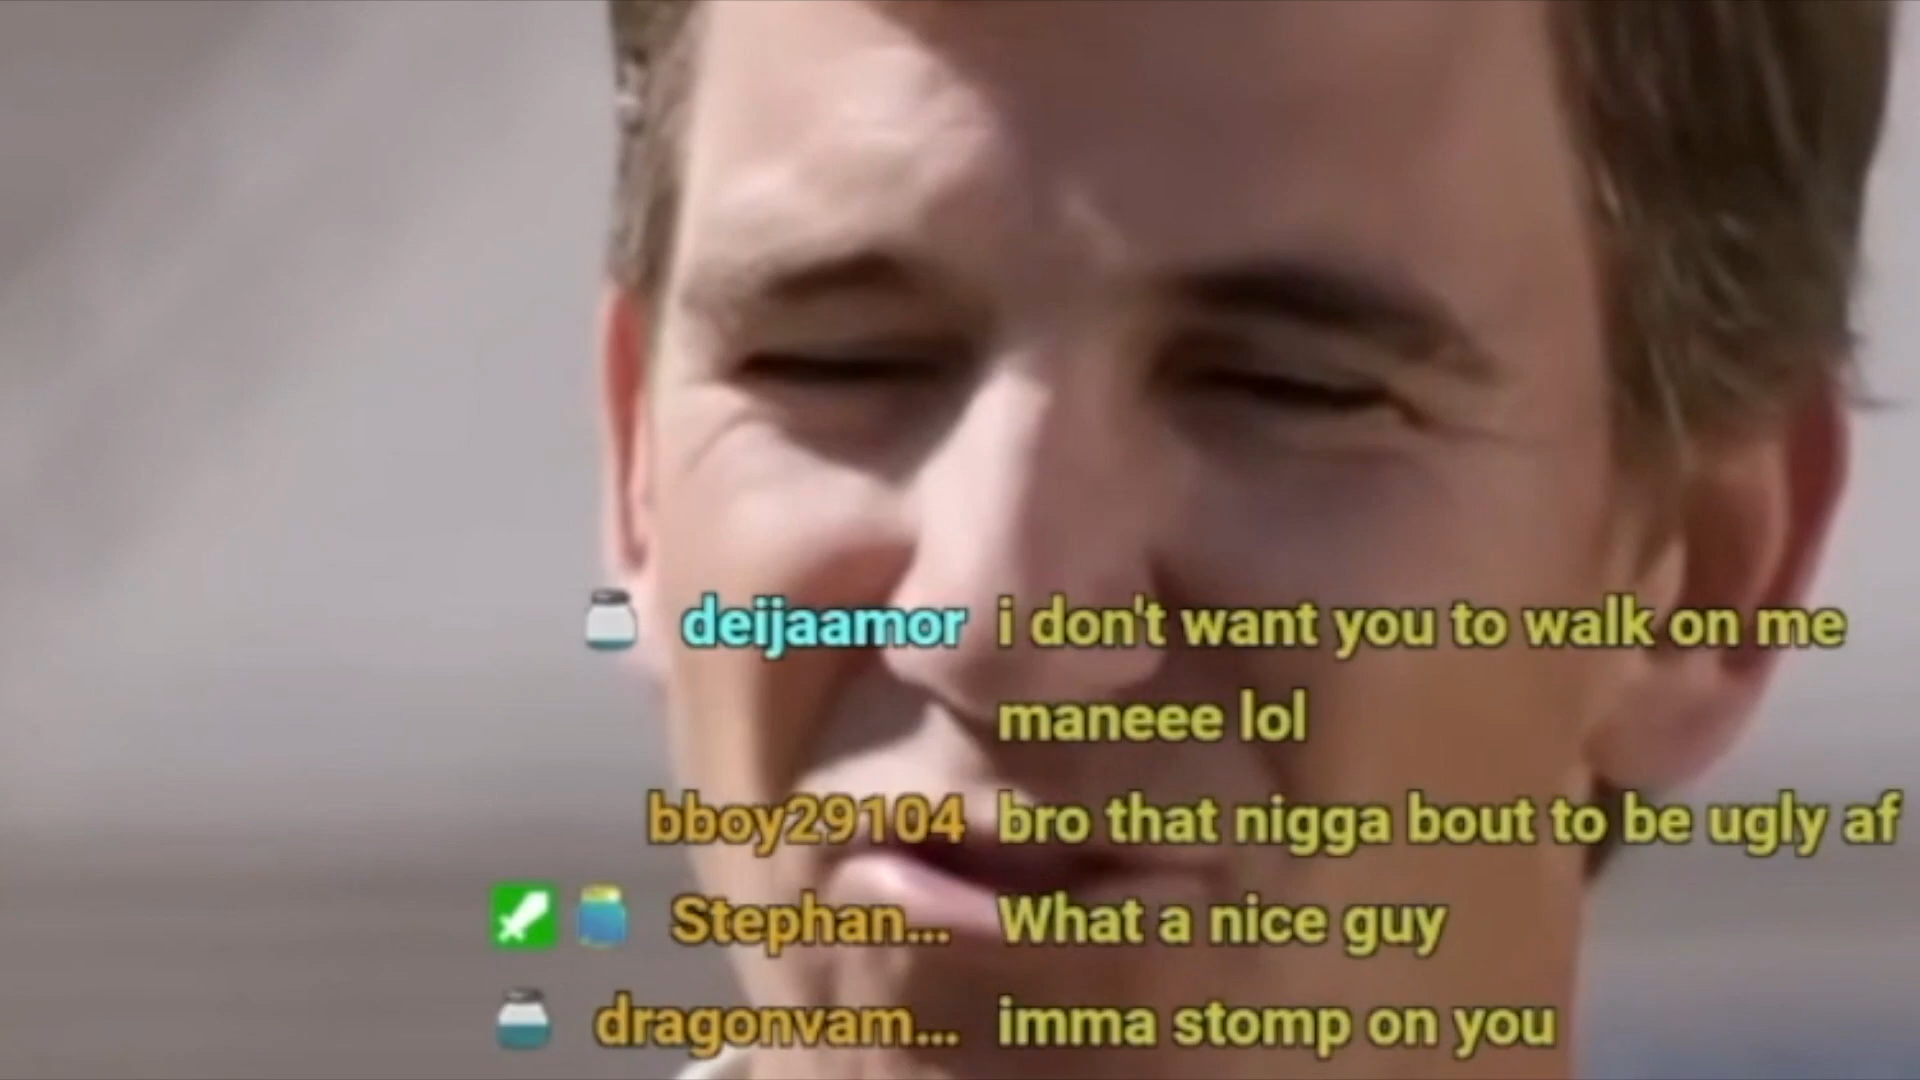 deijaamor i don't want you to walk on me
maneee lol
bboy29104 bro that nigga bout to be ugly af
Stephan... What a nice guy
dragonvam... imma stomp on you